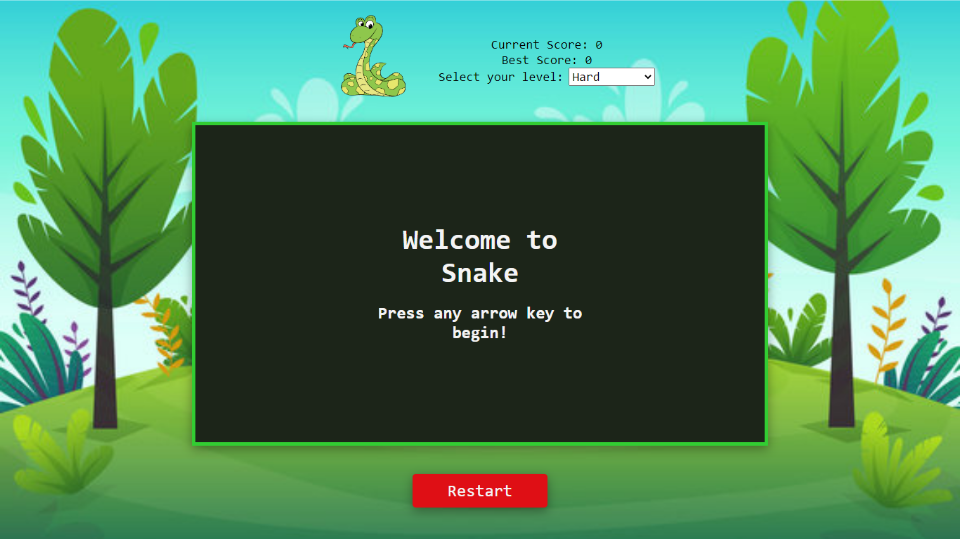 Current Score: 0
Best Score: 0
Select your level: Hard
Welcome to
Snake
Press any arrow key to
begin!
Restart